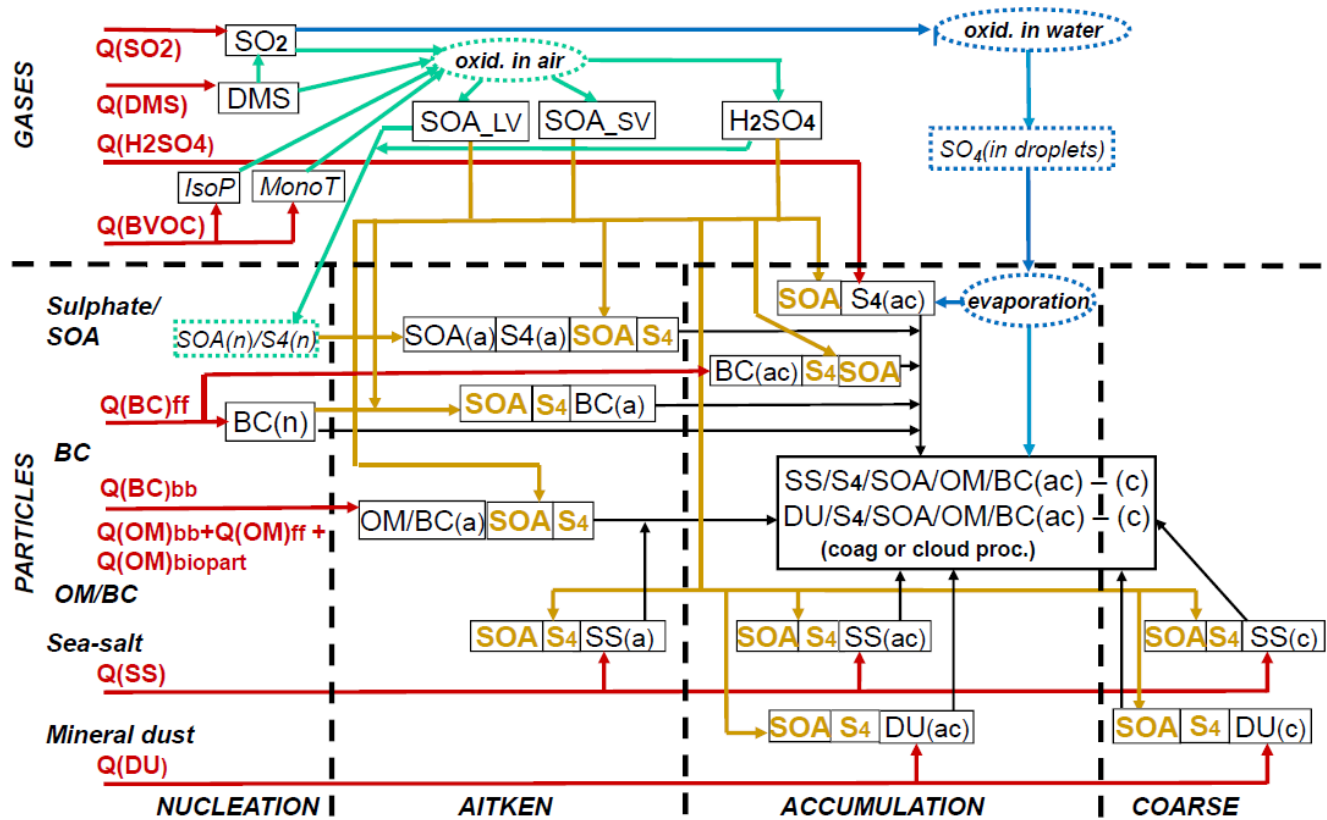 GASES
Q(SO2)
SO2
oxid. in water
oxid. in air
Q(DMS)
DMS
SOA_LV
SOA_SV
H2SO4
Q(H2SO4)
SO4(in droplets)
IsoP
MonoT
Q(BVOC)
PARTICLES
Sulphate/
SOA
SOA S4(ac)
evaporation
SOA(n)/S4(n)
SOA(a) S4(a) SOA S4
BC(ac) S4 SOA
Q(BC)ff
BC(n)
SOA S4 BC(a)
BC
Q(BC)bb
OM/BC(a) SOA S4
Q(OM)bb+Q(OM)ff +
Q(OM)biopart
SS/S4/SOA/OM/BC(ac) – (c)
DU/S4/SOA/OM/BC(ac) – (c)
(coag or cloud proc.)
OM/BC
Sea-salt
SOA S4 SS(a)
SOA S4 SS(ac)
SOA S4 SS(c)
Q(SS)
Mineral dust
SOA S4 DU(ac)
SOA S4 DU(c)
Q(DU)
NUCLEATION
AITKEN
ACCUMULATION
COARSE